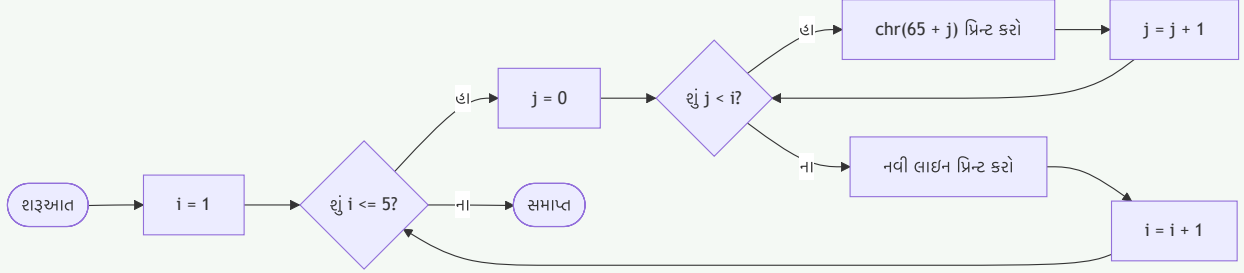 શરૂઆત
i = 1
શું i <= 5?
હા
j = 0
શું j < i?
હા
chr(65 + j) પ્રિન્ટ કરો
j = j + 1
ના
નવી લાઇન પ્રિન્ટ કરો
i = i + 1
ના
સમાપ્ત